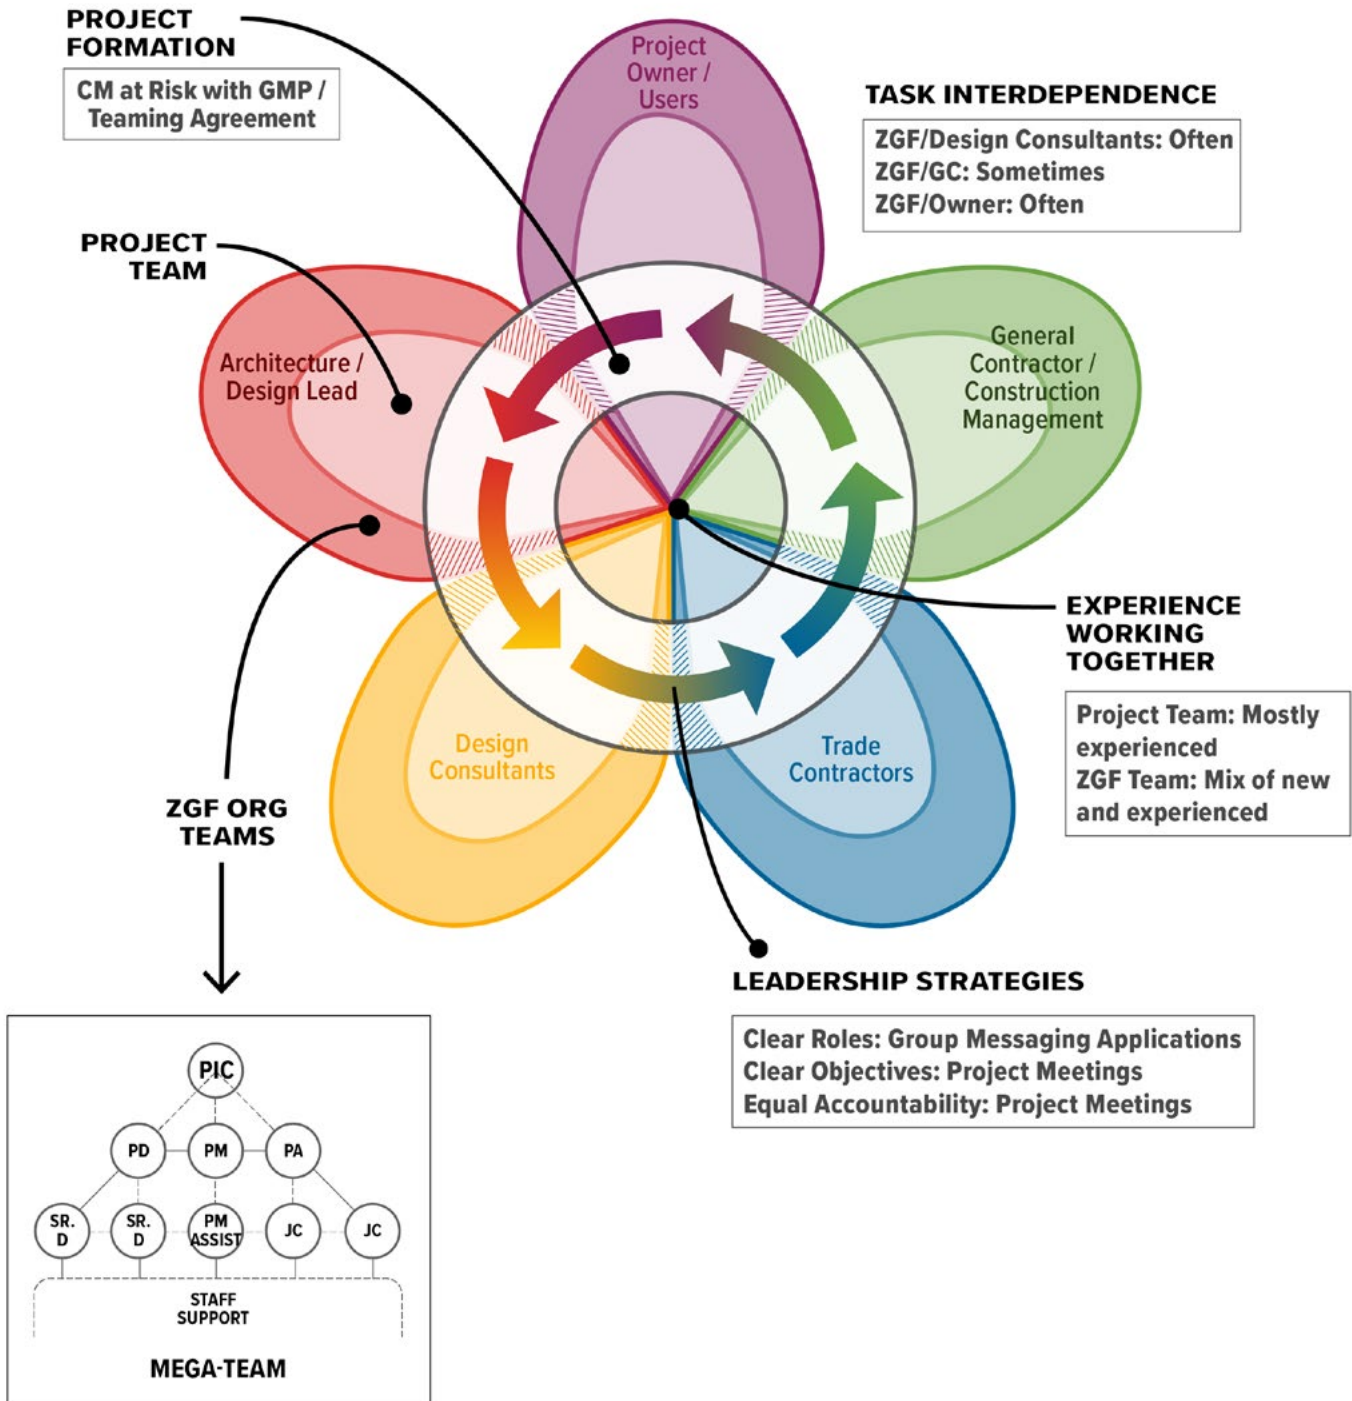 PROJECT
FORMATION
CM at Risk with GMP /
Teaming Agreement
Project
Owner /
Users
TASK INTERDEPENDENCE
ZGF/Design Consultants: Often
ZGF/GC: Sometimes
ZGF/Owner: Often
PROJECT
TEAM
Architecture /
Design Lead
General
Contractor /
Construction
Management
EXPERIENCE
WORKING
TOGETHER
Project Team: Mostly
experienced
ZGF Team: Mix of new
and experienced
Design
Consultants
Trade
Contractors
ZGF ORG
TEAMS
LEADERSHIP STRATEGIES
Clear Roles: Group Messaging Applications
Clear Objectives: Project Meetings
Equal Accountability: Project Meetings
PIC
PD
PM
PA
SR.
D
SR.
D
PM
ASSIST
JC
JC
STAFF
SUPPORT
MEGA-TEAM